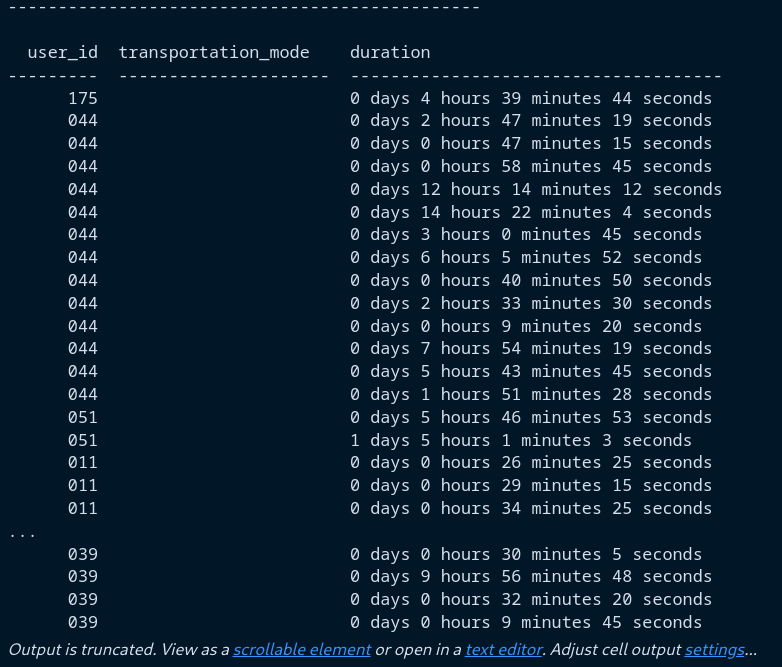 -----------------------------------------------
user_id  transportation_mode    duration
---------  ---------------------  -------------------------------------
175                         0 days 4 hours 39 minutes 44 seconds
044                         0 days 2 hours 47 minutes 19 seconds
044                         0 days 0 hours 47 minutes 15 seconds
044                         0 days 0 hours 58 minutes 45 seconds
044                         0 days 12 hours 14 minutes 12 seconds
044                         0 days 14 hours 22 minutes 4 seconds
044                         0 days 3 hours 0 minutes 45 seconds
044                         0 days 6 hours 5 minutes 52 seconds
044                         0 days 0 hours 40 minutes 50 seconds
044                         0 days 2 hours 33 minutes 30 seconds
044                         0 days 0 hours 9 minutes 20 seconds
044                         0 days 7 hours 54 minutes 19 seconds
044                         0 days 5 hours 43 minutes 45 seconds
044                         0 days 1 hours 51 minutes 28 seconds
051                         0 days 5 hours 46 minutes 53 seconds
051                         1 days 5 hours 1 minutes 3 seconds
011                         0 days 0 hours 26 minutes 25 seconds
011                         0 days 0 hours 29 minutes 15 seconds
011                         0 days 0 hours 34 minutes 25 seconds
...
039                         0 days 0 hours 30 minutes 5 seconds
039                         0 days 9 hours 56 minutes 48 seconds
039                         0 days 0 hours 32 minutes 20 seconds
039                         0 days 0 hours 9 minutes 45 seconds
Output is truncated. View as a scrollable element or open in a text editor. Adjust cell output settings...